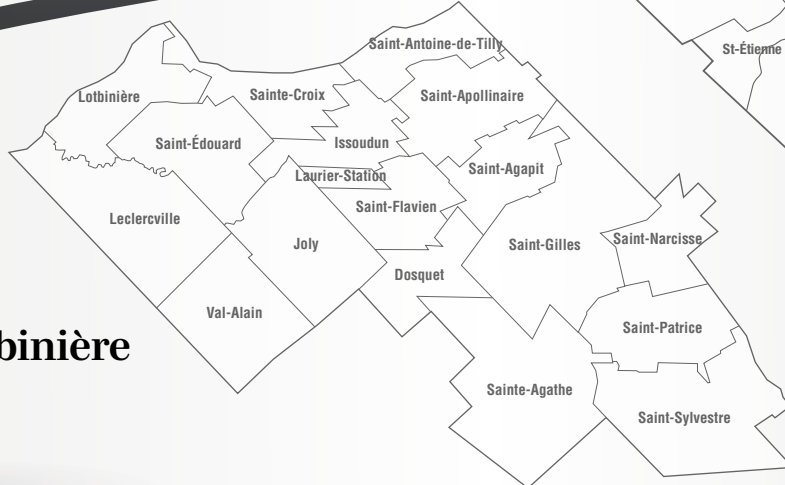 Saint-Antoine-de-Tilly
St-Étienne
Lotbinière
Sainte-Croix
Saint-Apollinaire
Saint-Édouard
Issoudun
Laurier-Station
Saint-Agapit
Leclercville
Saint-Flavien
Joly
Saint-Gilles
Saint-Narcisse
Dosquet
Val-Alain
Saint-Patrice
binière
Sainte-Agathe
Saint-Sylvestre